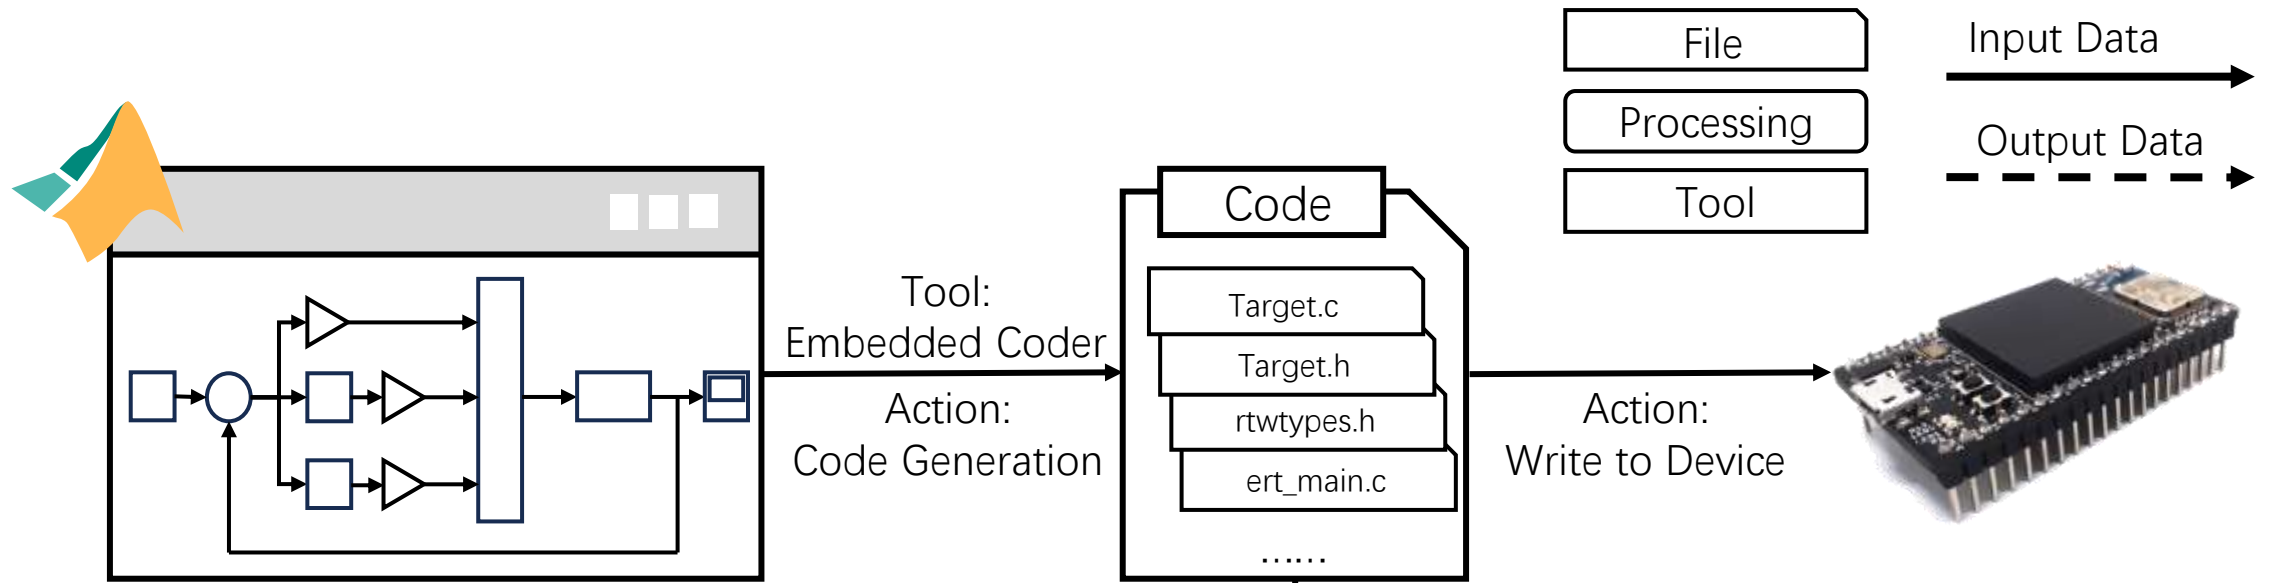 File
Processing
Tool
Input Data
Output Data
Tool:
Embedded Coder
Action:
Code Generation
Code
Target.c
Target.h
rtwtypes.h
ert_main.c
......
Action:
Write to Device